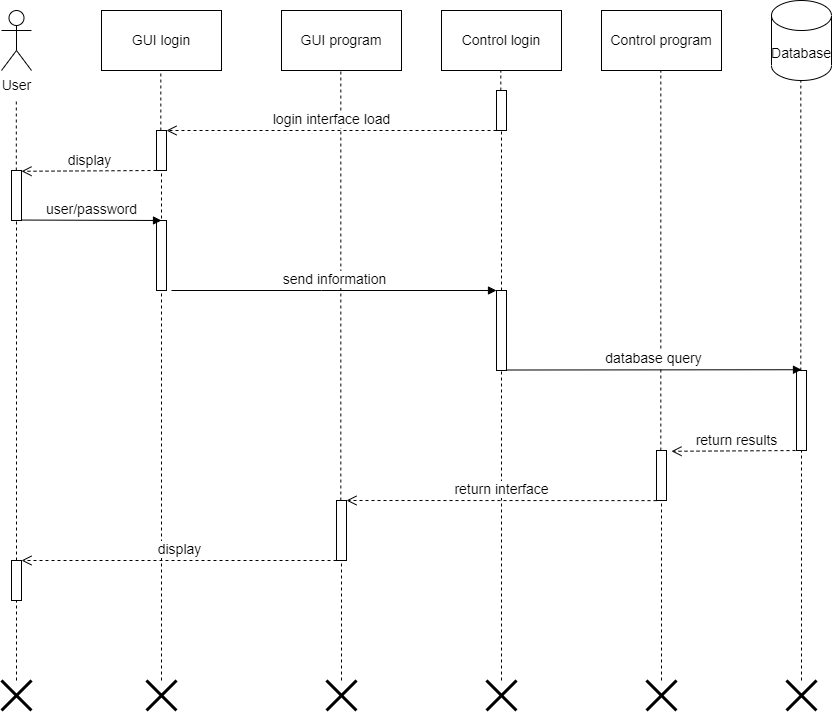 GUI login
GUI program
Control login
Control program
Database
User
login interface load
display
user/password
send information
database query
return results
return interface
display